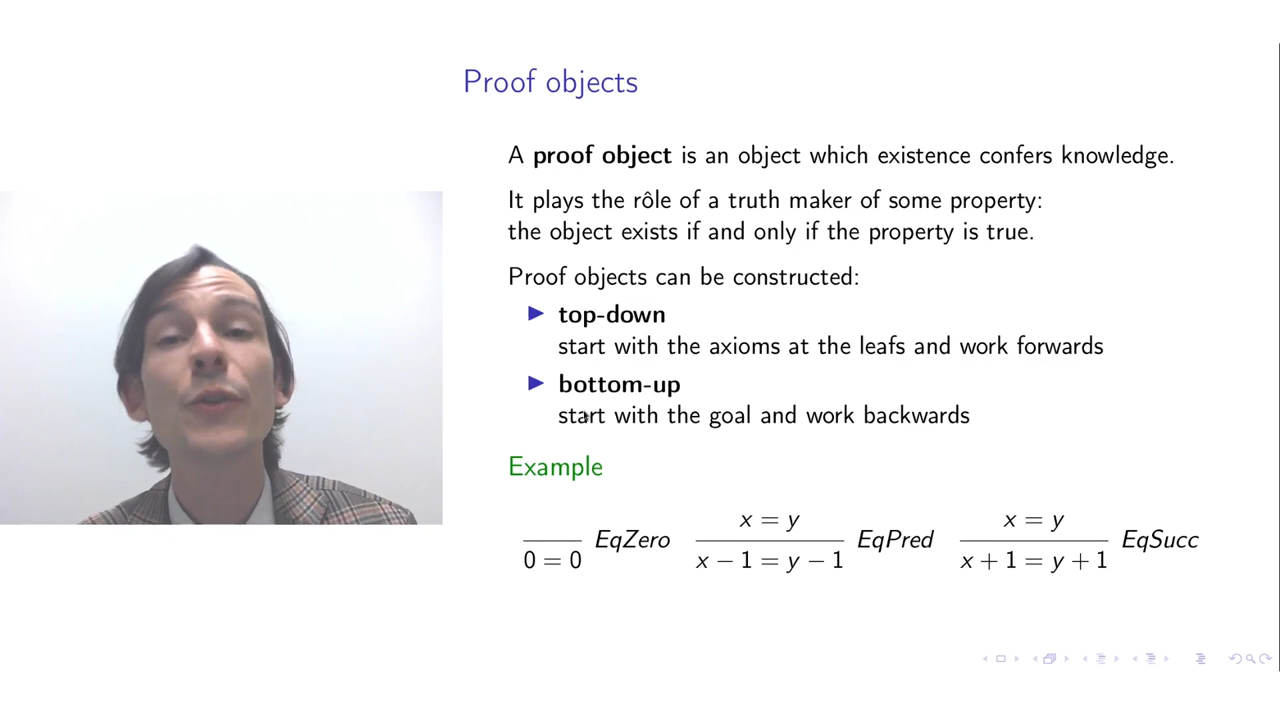 Proof objects
A proof object is an object which existence confers knowledge.
It plays the rôle of a truth maker of some property:
the object exists if and only if the property is true.
Proof objects can be constructed:
top-down
start with the axioms at the leafs and work forwards
bottom-up
start with the goal and work backwards
Example
x = y x = y
EqZero EqPred EqSucc
0 = 0 x − 1 = y − 1 x + 1 = y + 1